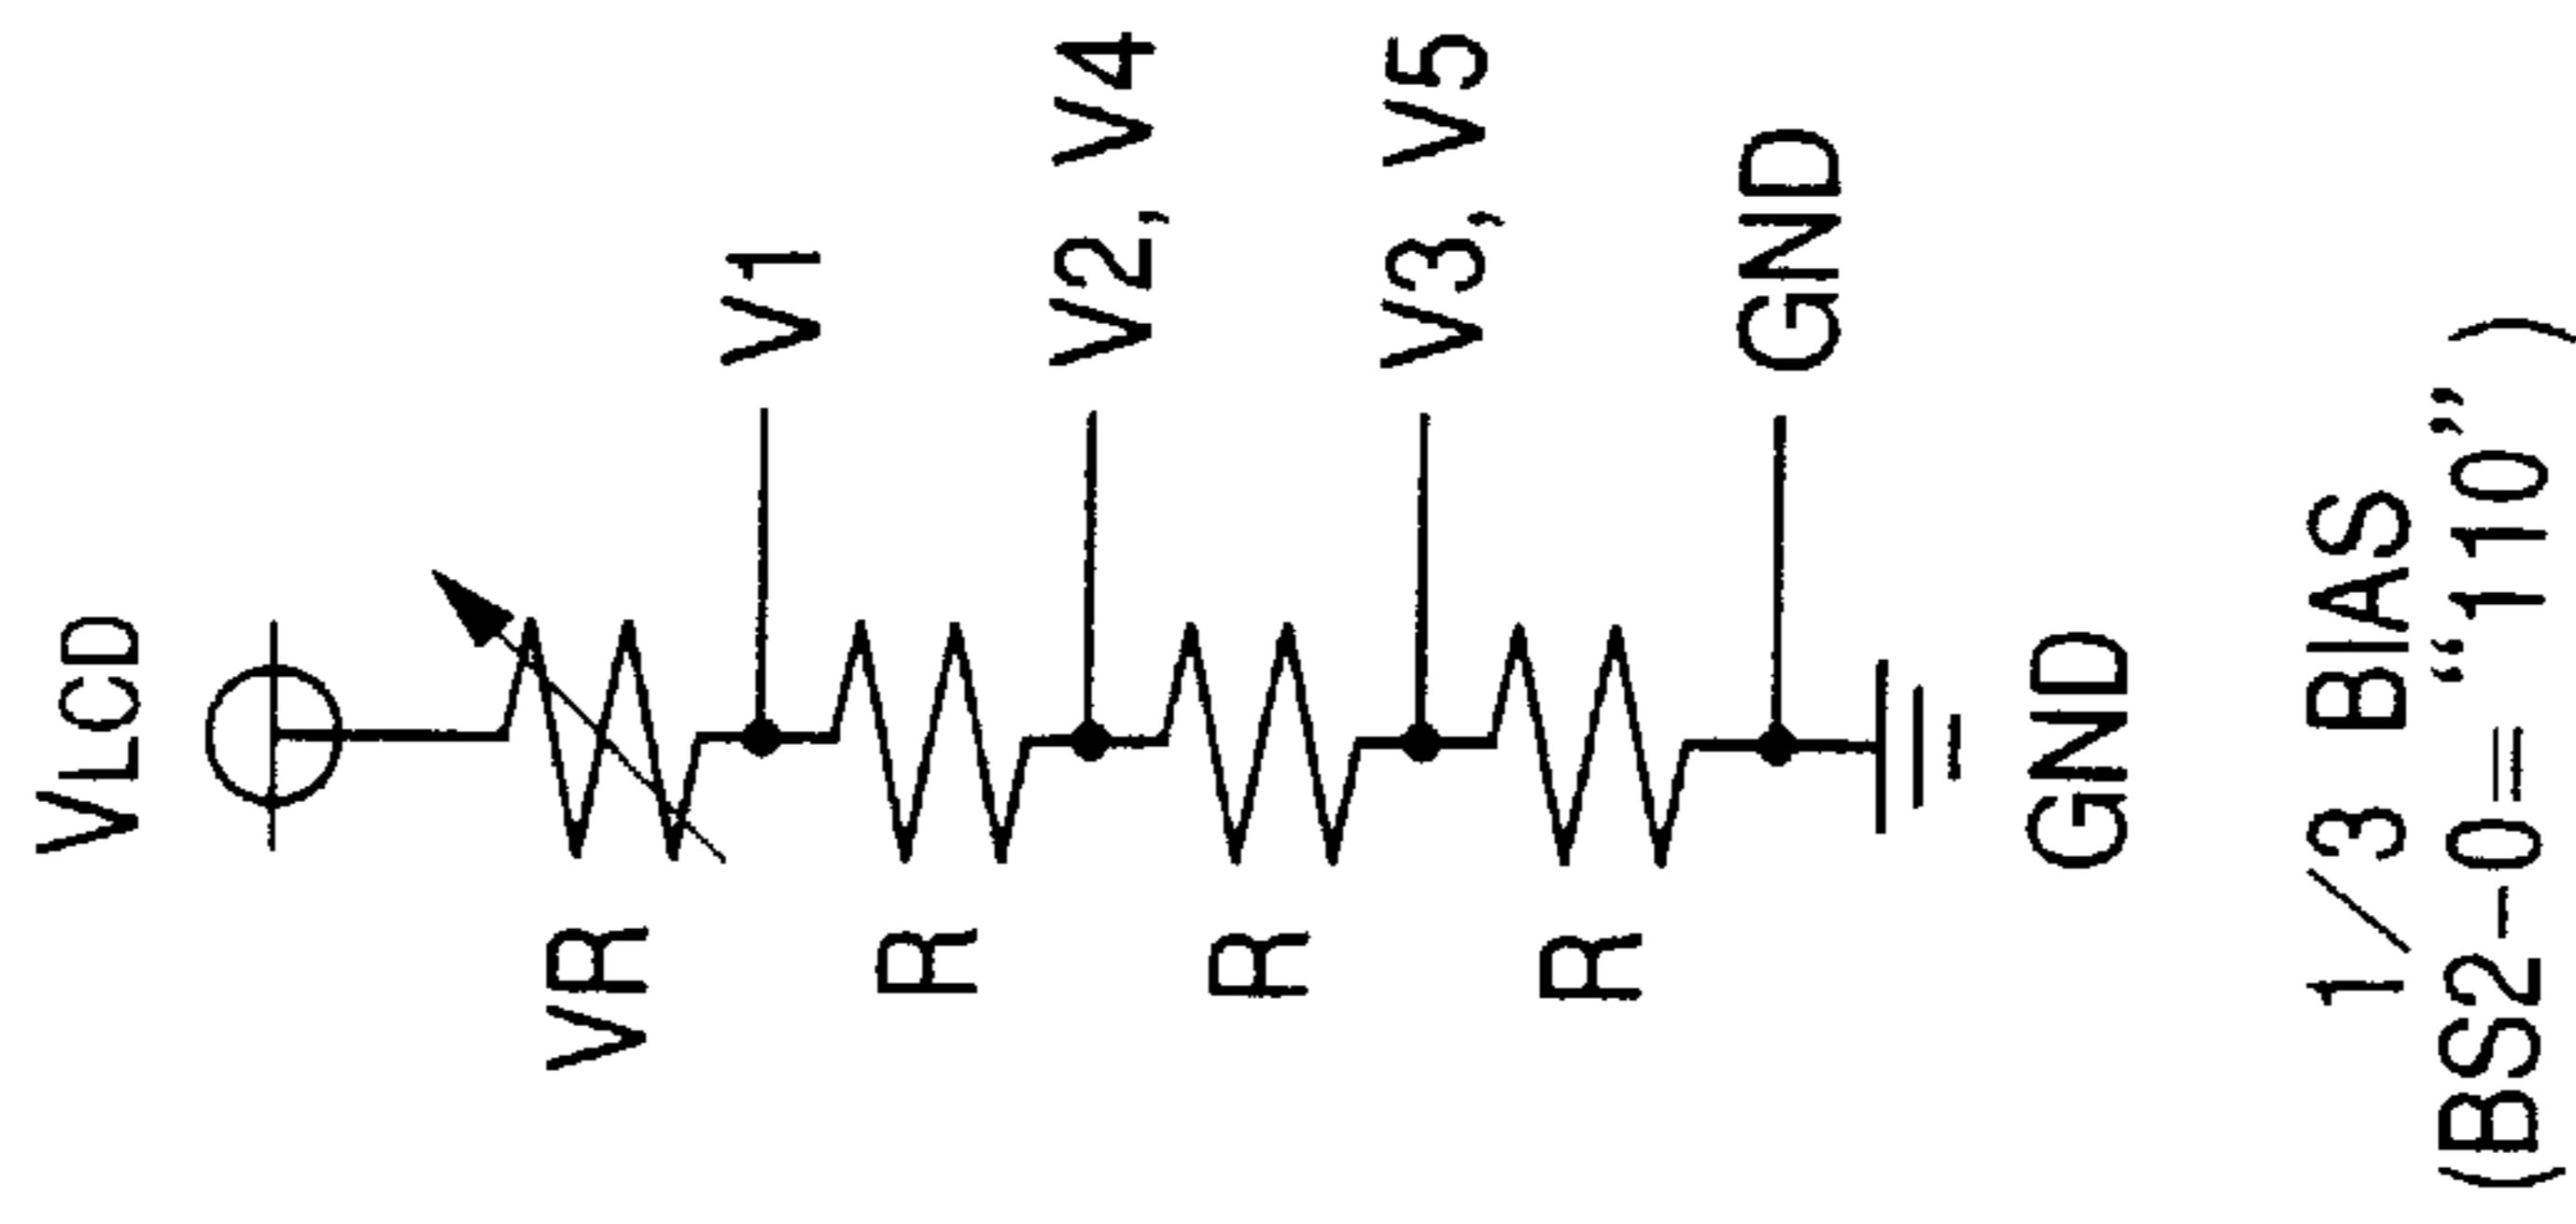 VLCD
VR
V1
R
V2, V4
R
V3, V5
R
GND
GND
1/3 BIAS
(BS2-0= “110”)